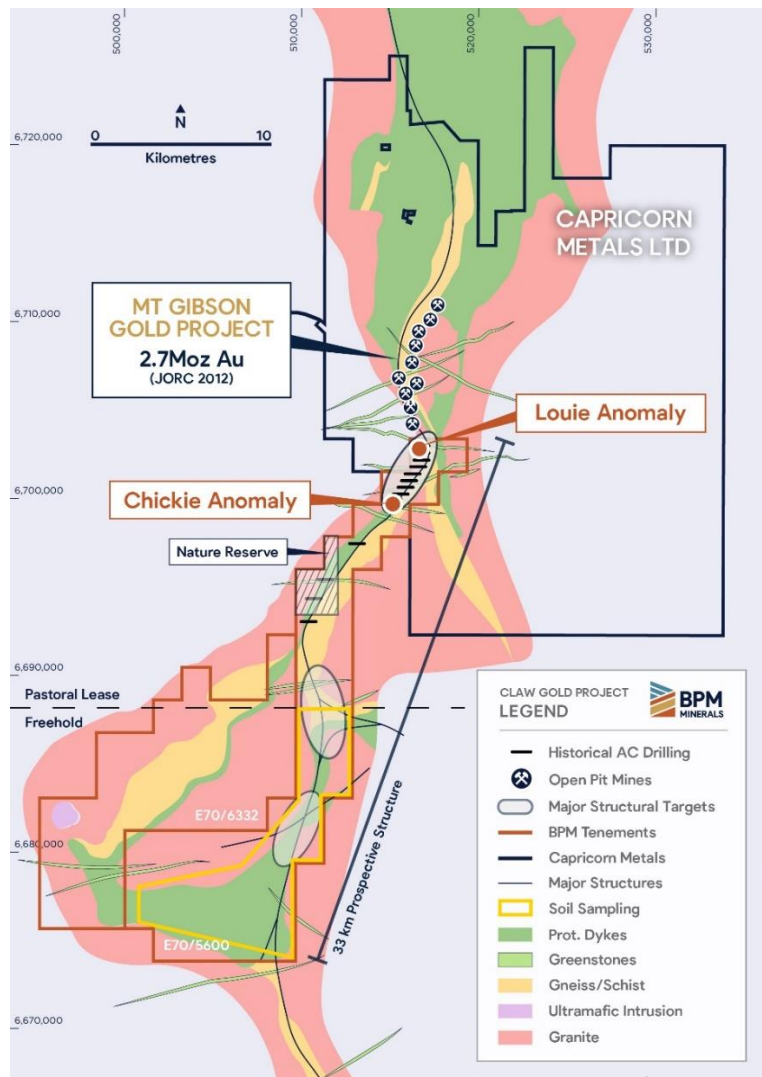 500,000
510,000
520,000
530,000
6,720,000
N
0
10
Kilometres
CAPRICORN
METALS LTD
6,710,000
MT GIBSON
GOLD PROJECT
2.7Moz Au
(JORC 2012)
Louie Anomaly
6,700,000
Chickie Anomaly
Nature Reserve
6,690,000
Pastoral Lease
Freehold
E70/6332
6,680,000
33 km Prospective Structure
E70/5600
6,670,000
CLAW GOLD PROJECT
LEGEND
BPM
MINERALS
Historical AC Drilling
Open Pit Mines
Major Structural Targets
BPM Tenements
Capricorn Metals
Major Structures
Soil Sampling
Prot. Dykes
Greenstones
Gneiss/Schist
Ultramafic Intrusion
Granite